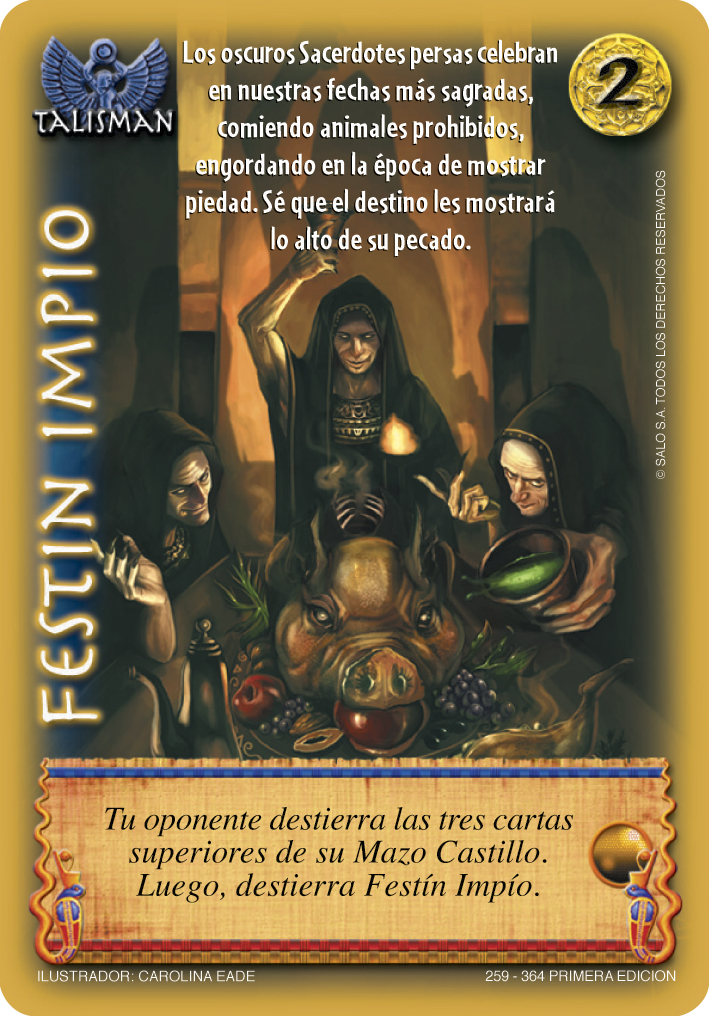 TALISMAN
Los oscuros Sacerdotes persas celebran
en nuestras fechas más sagradas,
comiendo animales prohibidos,
engordando en la época de mostrar
piedad. Sé que el destino les mostrará
lo alto de su pecado.
2
FESTIN IMPIO
© SALO S.A. TODOS LOS DERECHOS RESERVADOS
Tu oponente destierra las tres cartas
superiores de su Mazo Castillo.
Luego, destierra Festín Impío.
ILUSTRADOR: CAROLINA EADE
259 - 364 PRIMERA EDICION